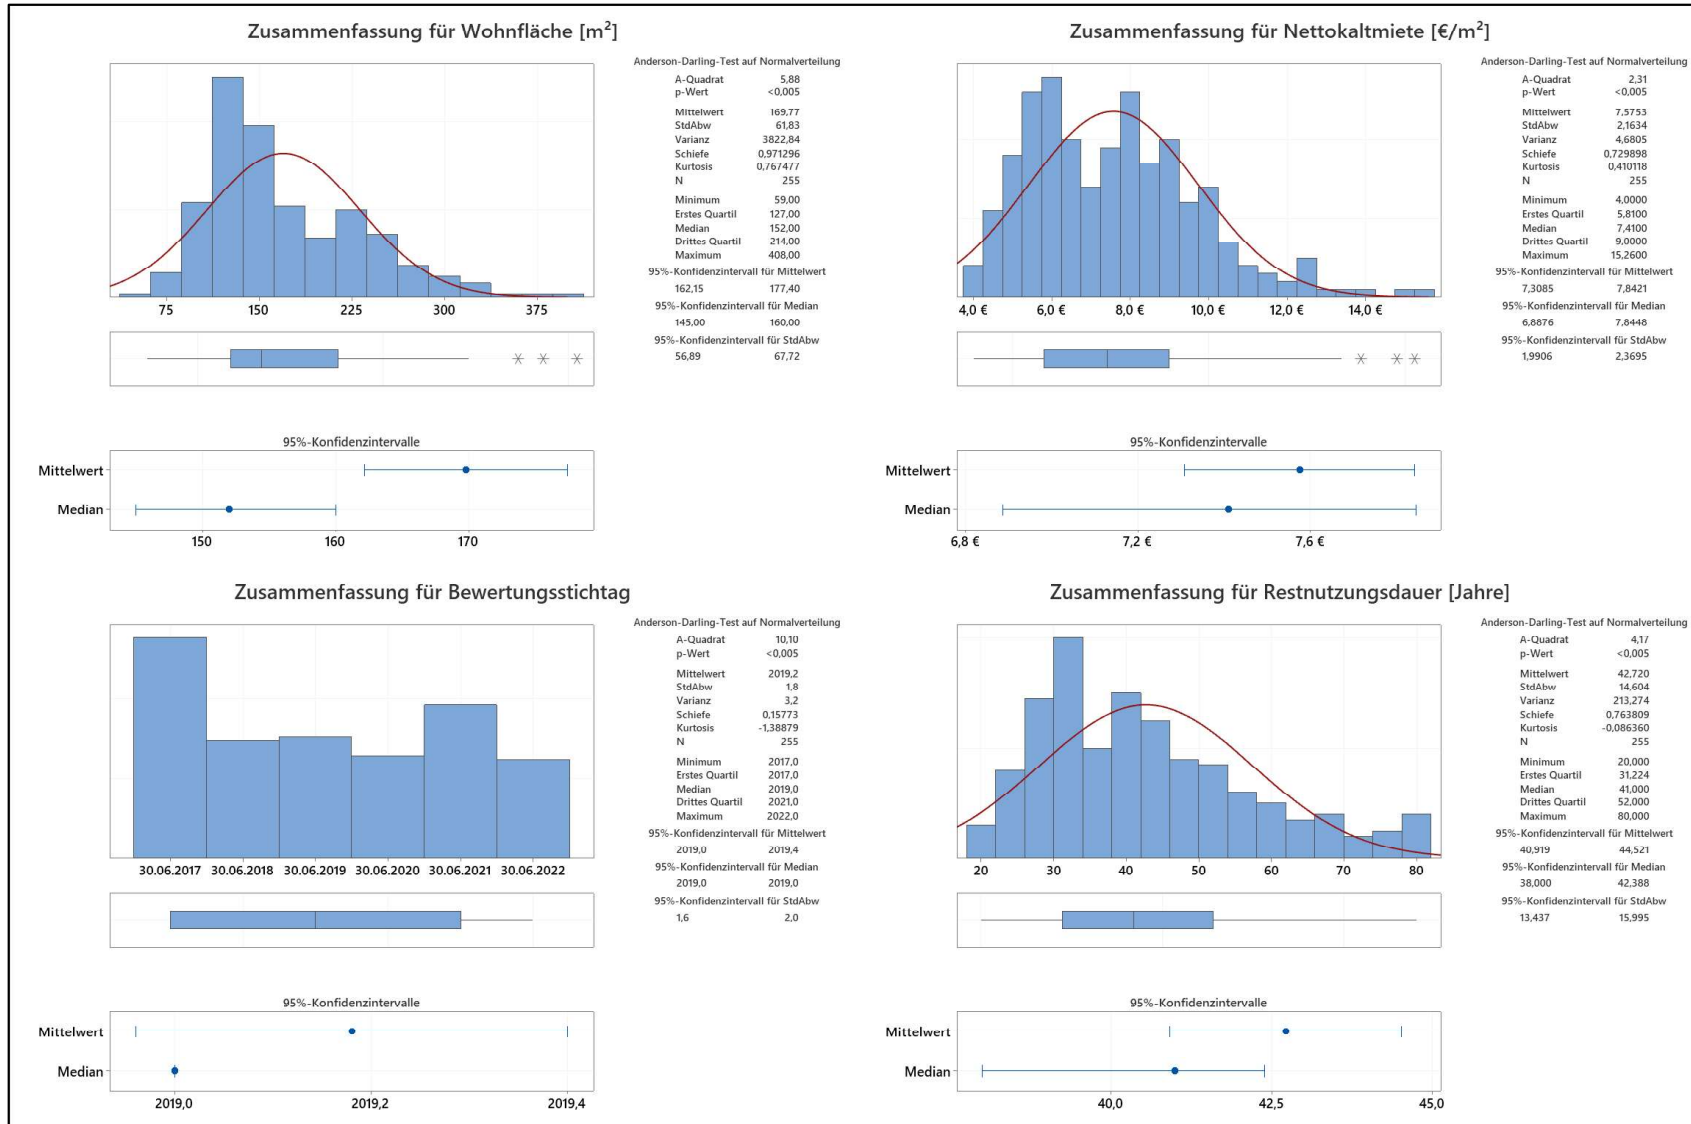 Zusammenfassung für Wohnfläche [m²]
Anderson-Darling-Test auf Normalverteilung
A-Quadrat 5,88
p-Wert <0,005
Mittelwert 169,77
StdAbw 61,83
Varianz 3822,84
Schiefe 0,971296
Kurtosis 0,767477
N 255
Minimum 59,00
Erstes Quartil 127,00
Median 152,00
Drittes Quartil 214,00
Maximum 408,00
95%-Konfidenzintervall für Mittelwert
162,15 177,40
95%-Konfidenzintervall für Median
145,00 160,00
95%-Konfidenzintervall für StdAbw
56,89 67,72
75 150 225 300 375
95%-Konfidenzintervalle
Mittelwert
Median
150 160 170
Zusammenfassung für Nettokaltmiete [€/m²]
Anderson-Darling-Test auf Normalverteilung
A-Quadrat 2,31
p-Wert <0,005
Mittelwert 7,5753
StdAbw 2,1634
Varianz 4,6805
Schiefe 0,729898
Kurtosis 0,410118
N 255
Minimum 4,0000
Erstes Quartil 5,8100
Median 7,4100
Drittes Quartil 9,0000
Maximum 15,2600
95%-Konfidenzintervall für Mittelwert
7,3085 7,8421
95%-Konfidenzintervall für Median
6,8876 7,8448
95%-Konfidenzintervall für StdAbw
1,9906 2,3695
4,0 € 6,0 € 8,0 € 10,0 € 12,0 € 14,0 €
95%-Konfidenzintervalle
Mittelwert
Median
6,8 € 7,2 € 7,6 €
Zusammenfassung für Bewertungsstichtag
Anderson-Darling-Test auf Normalverteilung
A-Quadrat 10,10
p-Wert <0,005
Mittelwert 2019,2
StdAbw 1,8
Varianz 3,2
Schiefe 0,15773
Kurtosis -1,38879
N 255
Minimum 2017,0
Erstes Quartil 2017,0
Median 2019,0
Drittes Quartil 2021,0
Maximum 2022,0
95%-Konfidenzintervall für Mittelwert
2019,0 2019,4
95%-Konfidenzintervall für Median
2019,0 2019,0
95%-Konfidenzintervall für StdAbw
1,6 2,0
30.06.2017 30.06.2018 30.06.2019 30.06.2020 30.06.2021 30.06.2022
95%-Konfidenzintervalle
Mittelwert
Median
2019,0 2019,2 2019,4
Zusammenfassung für Restnutzungsdauer [Jahre]
Anderson-Darling-Test auf Normalverteilung
A-Quadrat 4,17
p-Wert <0,005
Mittelwert 42,720
StdAbw 14,604
Varianz 213,274
Schiefe 0,763809
Kurtosis -0,086360
N 255
Minimum 20,000
Erstes Quartil 31,224
Median 41,000
Drittes Quartil 52,000
Maximum 80,000
95%-Konfidenzintervall für Mittelwert
40,919 44,521
95%-Konfidenzintervall für Median
38,000 42,388
95%-Konfidenzintervall für StdAbw
13,437 15,995
20 30 40 50 60 70 80
95%-Konfidenzintervalle
Mittelwert
Median
40,0 42,5 45,0